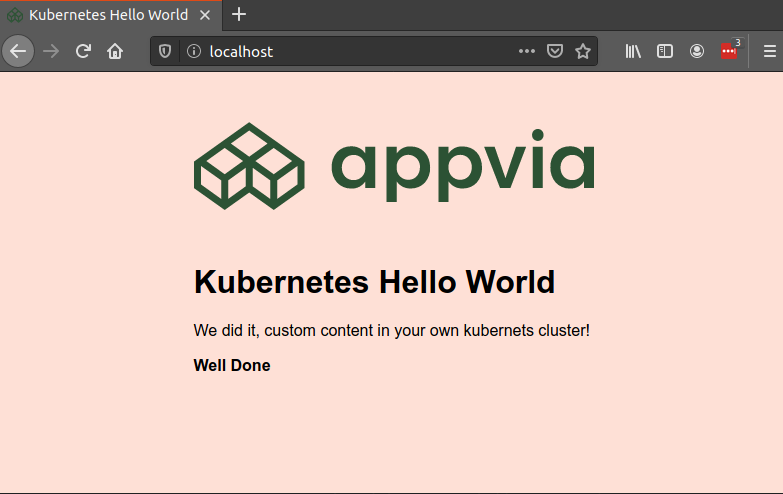 Kubernetes Hello World
localhost
3
appvia
Kubernetes Hello World
We did it, custom content in your own kubernets cluster!
Well Done